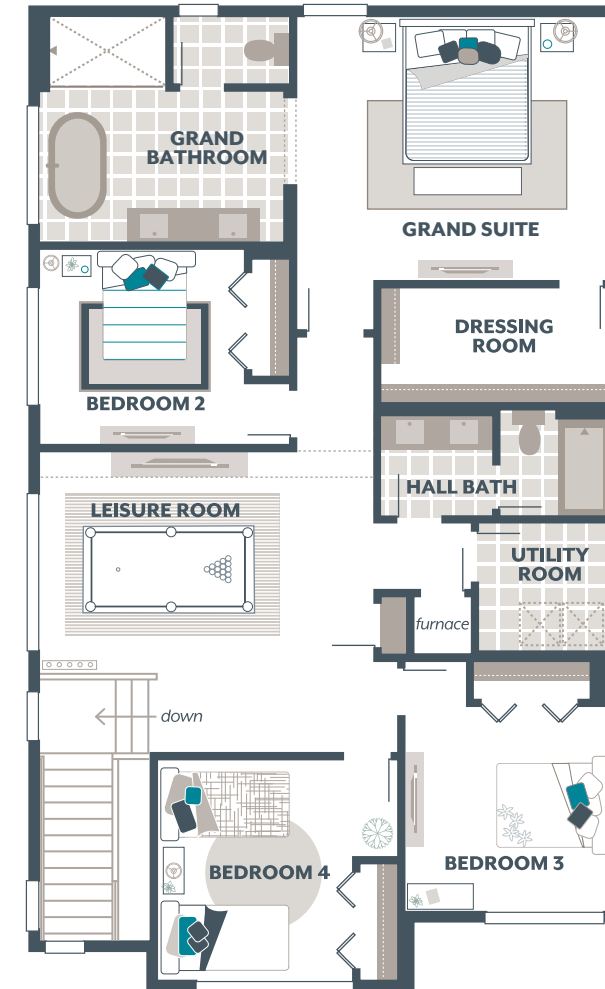 GRAND
BATHROOM
GRAND SUITE
DRESSING
ROOM
BEDROOM 2
HALL BATH
LEISURE ROOM
UTILITY
ROOM
furnace
down
BEDROOM 3
BEDROOM 4